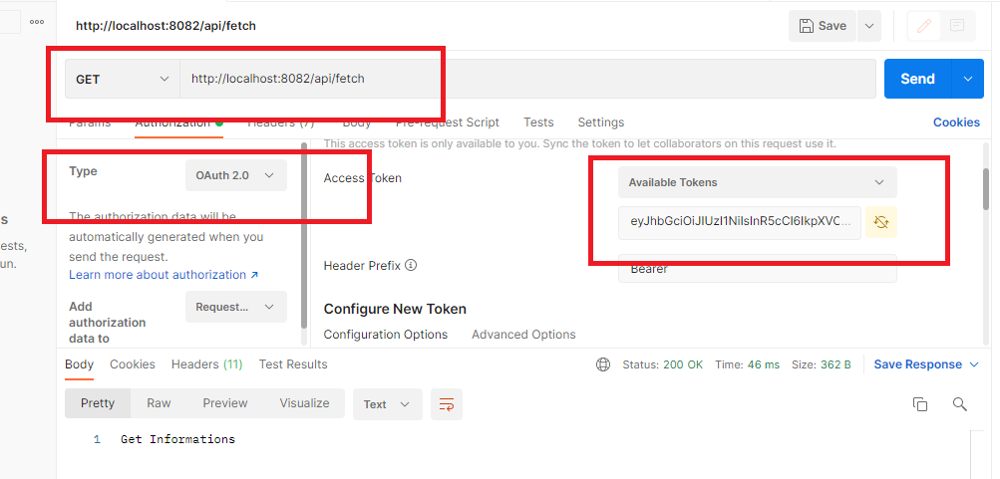 http://localhost:8082/api/fetch
Save
GET
http://localhost:8082/api/fetch
Send
Params Authorization Headers (7) Body Pre-request Script Tests Settings Cookies
This access token is only available to you. Sync the token to let collaborators on this request use it.
Type OAuth 2.0
Access Token Available Tokens
eyJhbGciOiJIUzI1NiIsInR5cCI6IkpXVC...
The authorization data will be
automatically generated when you
send the request.
Learn more about authorization ↗
s
ests,
un.
Header Prefix Bearer
Add
authorization
data to
Request...
Configure New Token
Configuration Options Advanced Options
Body Cookies Headers (11) Test Results
Status: 200 OK Time: 46 ms Size: 362 B Save Response
Pretty Raw Preview Visualize Text
1 Get Informations